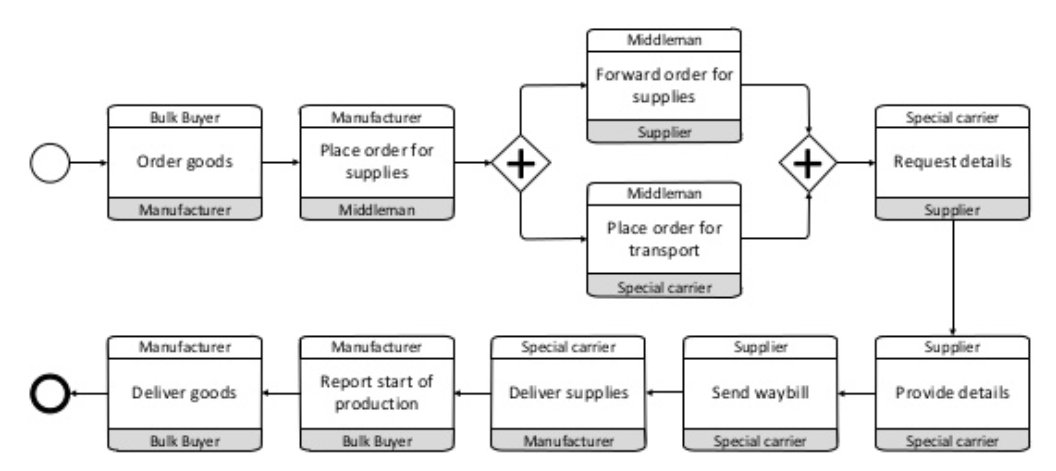 Bulk Buyer
Order goods
Manufacturer
Manufacturer
Place order for
supplies
Middleman
Middleman
Forward order for
supplies
Supplier
Middleman
Place order for
transport
Special carrier
Special carrier
Request details
Supplier
Supplier
Provide details
Special carrier
Supplier
Send waybill
Special carrier
Special carrier
Deliver supplies
Manufacturer
Manufacturer
Report start of
production
Bulk Buyer
Manufacturer
Deliver goods
Bulk Buyer